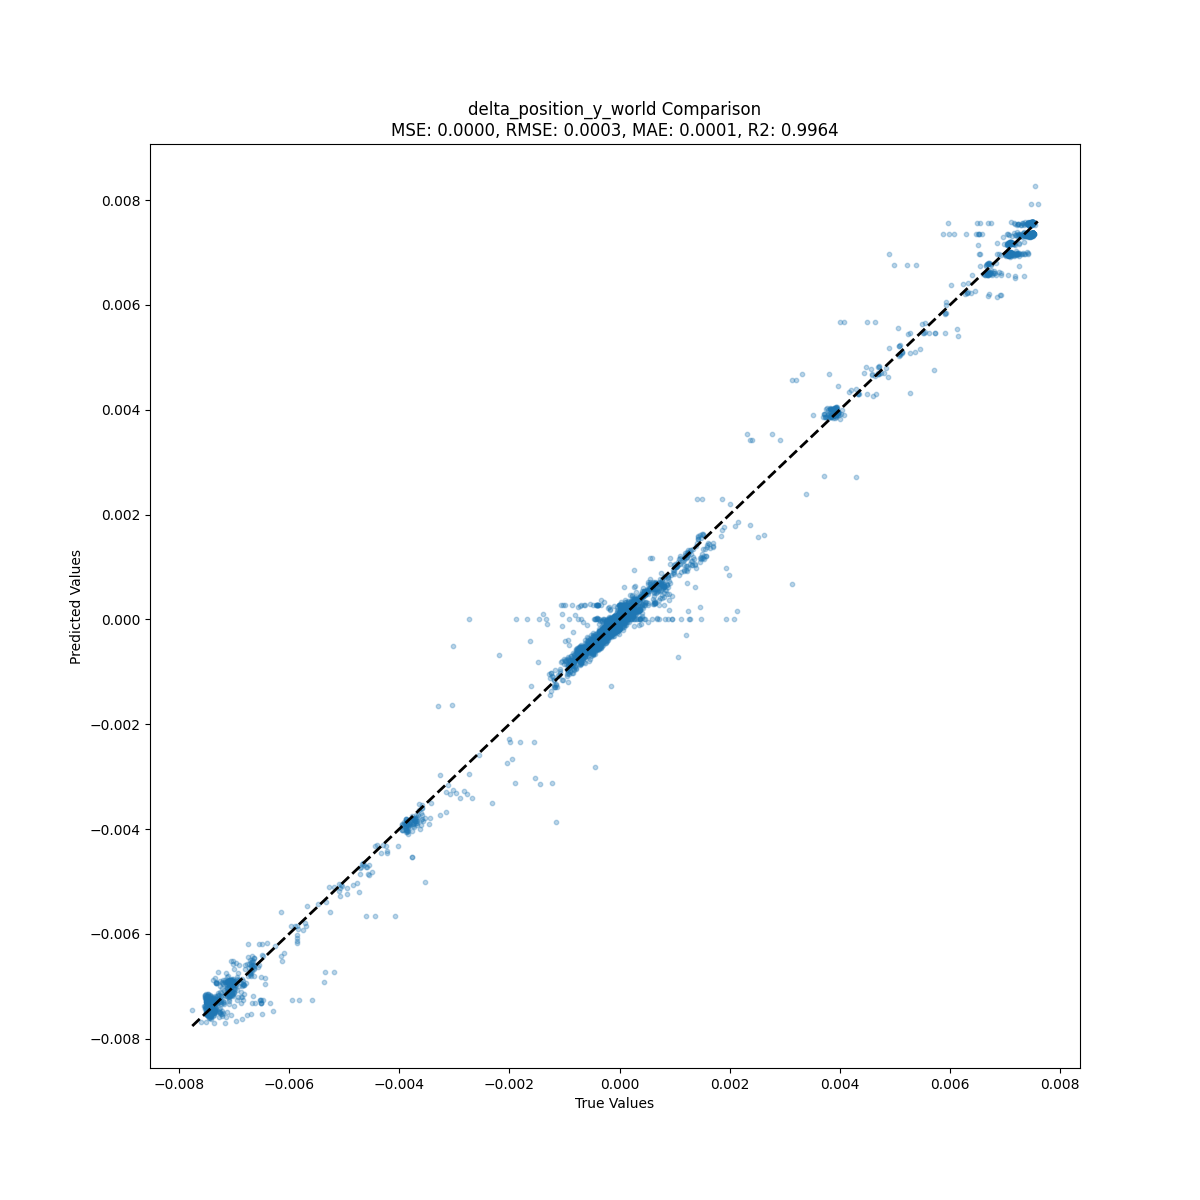 delta_position_y_world Comparison
MSE: 0.0000, RMSE: 0.0003, MAE: 0.0001, R2: 0.9964
Predicted Values
0.008
0.006
0.004
0.002
0.000
−0.002
−0.004
−0.006
−0.008
−0.008 −0.006 −0.004 −0.002 0.000 0.002 0.004 0.006 0.008
True Values